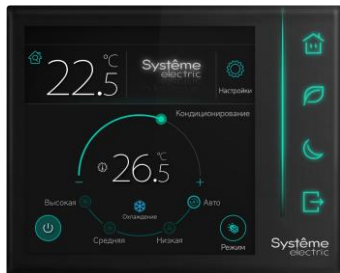 22.5 °C
Systême
electric
Настройки
Кондиционирование
26.5 °C
− +
Высокая
Авто
Охлаждение
Средняя
Низкая
Режим
Systême
electric